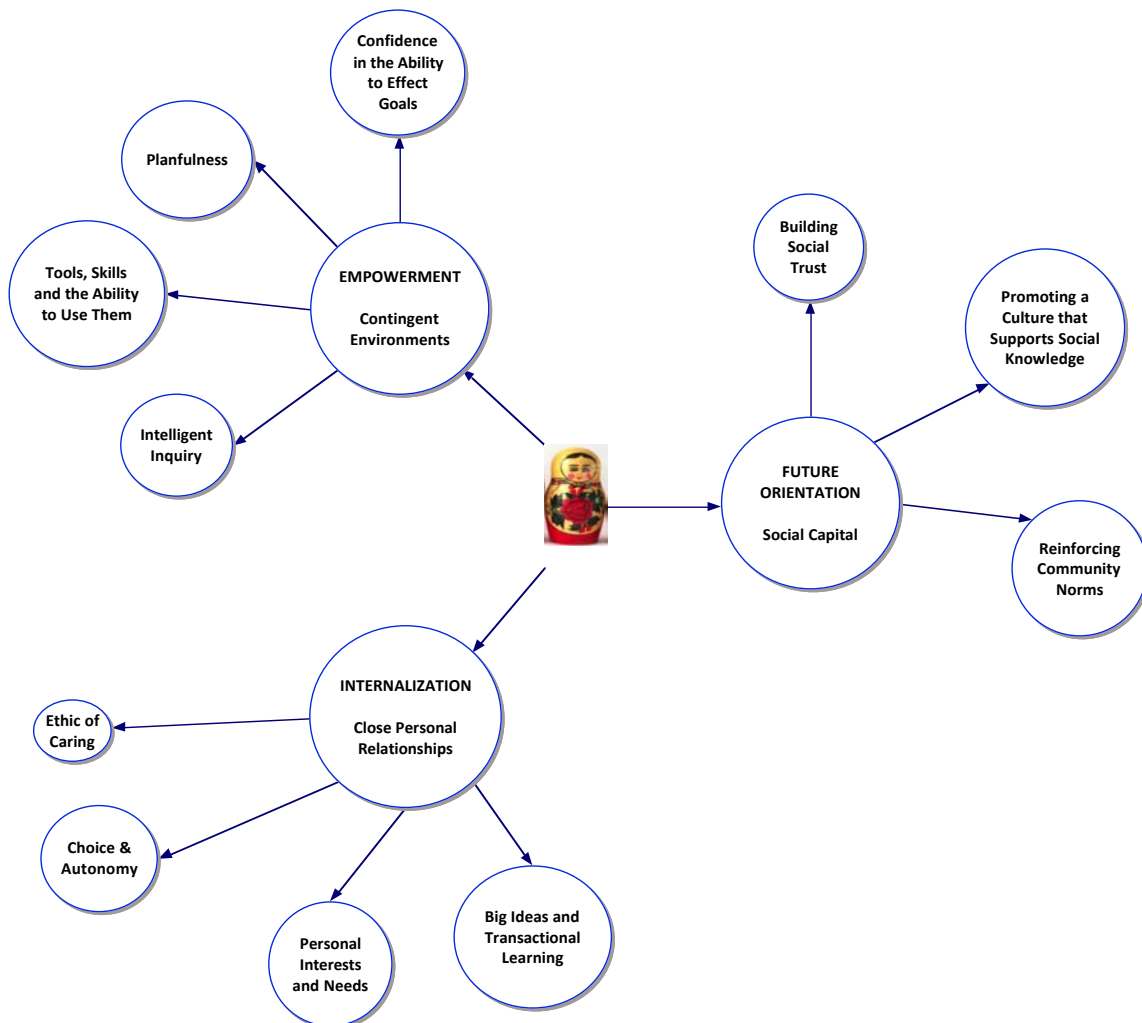 Confidence
in the Ability
to Effect
Goals
Planfulness
Tools, Skills
and the Ability
to Use Them
Intelligent
Inquiry
EMPOWERMENT
Contingent
Environments
Building
Social
Trust
Promoting a
Culture that
Supports Social
Knowledge
FUTURE
ORIENTATION
Social Capital
Reinforcing
Community
Norms
INTERNALIZATION
Close Personal
Relationships
Ethic of
Caring
Choice &
Autonomy
Personal
Interests
and Needs
Big Ideas and
Transactional
Learning